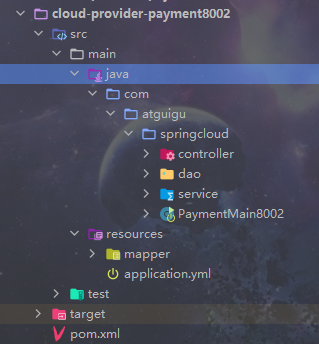 cloud-provider-payment8002
src
main
java
com
atguigu
springcloud
controller
dao
service
PaymentMain8002
resources
mapper
application.yml
test
target
pom.xml